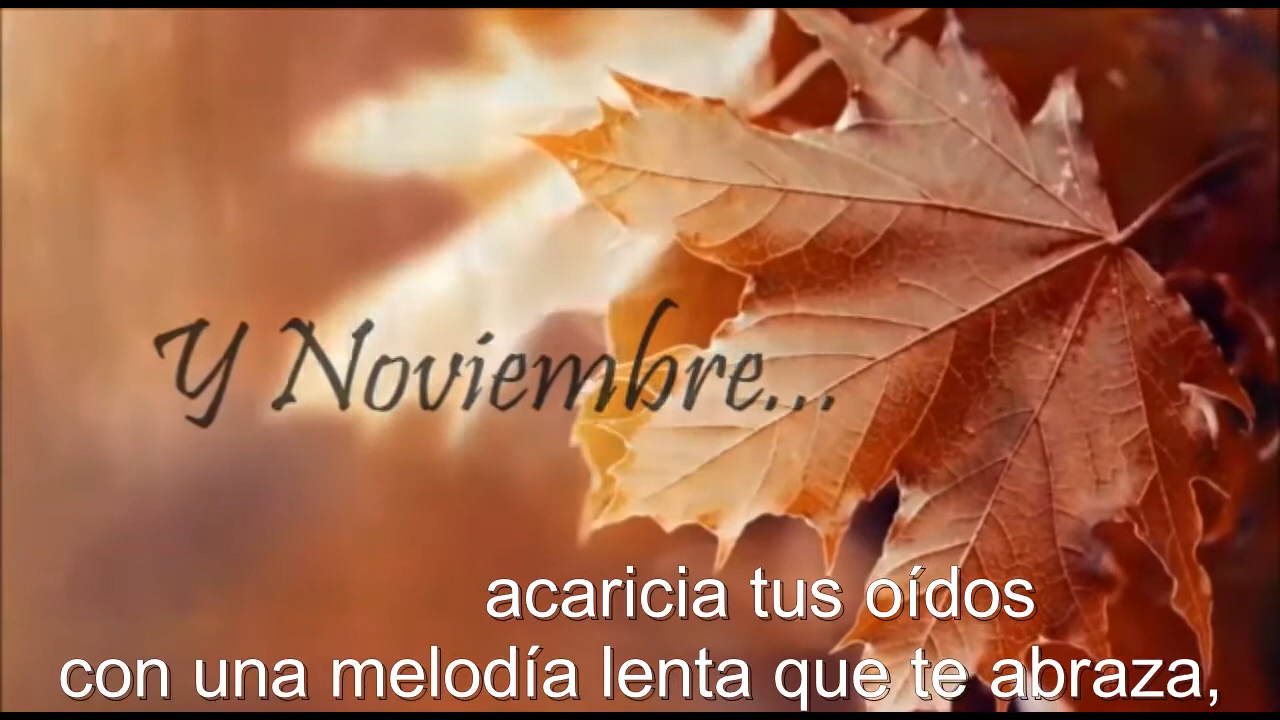 Y Noviembre...
acaricia tus oídos
con una melodía lenta que te abraza,